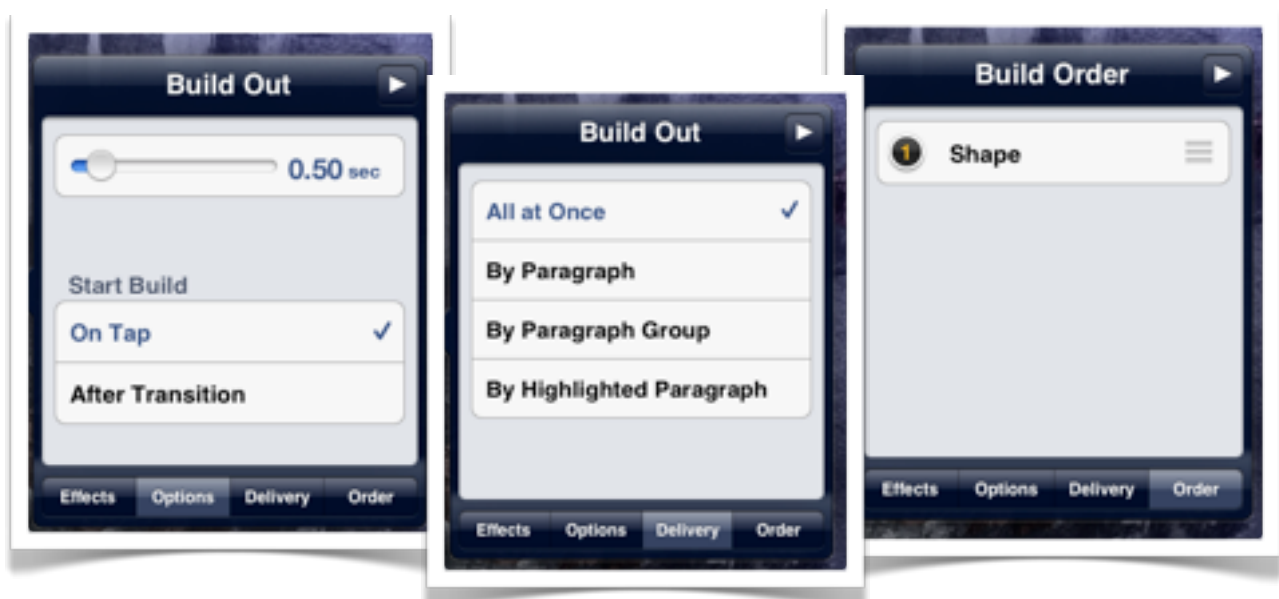 Build Out
0.50 sec
Start Build
On Tap
After Transition
Effects Options Delivery Order
Build Out
All at Once
By Paragraph
By Paragraph Group
By Highlighted Paragraph
Effects Options Delivery Order
Build Order
1 Shape
Effects Options Delivery Order